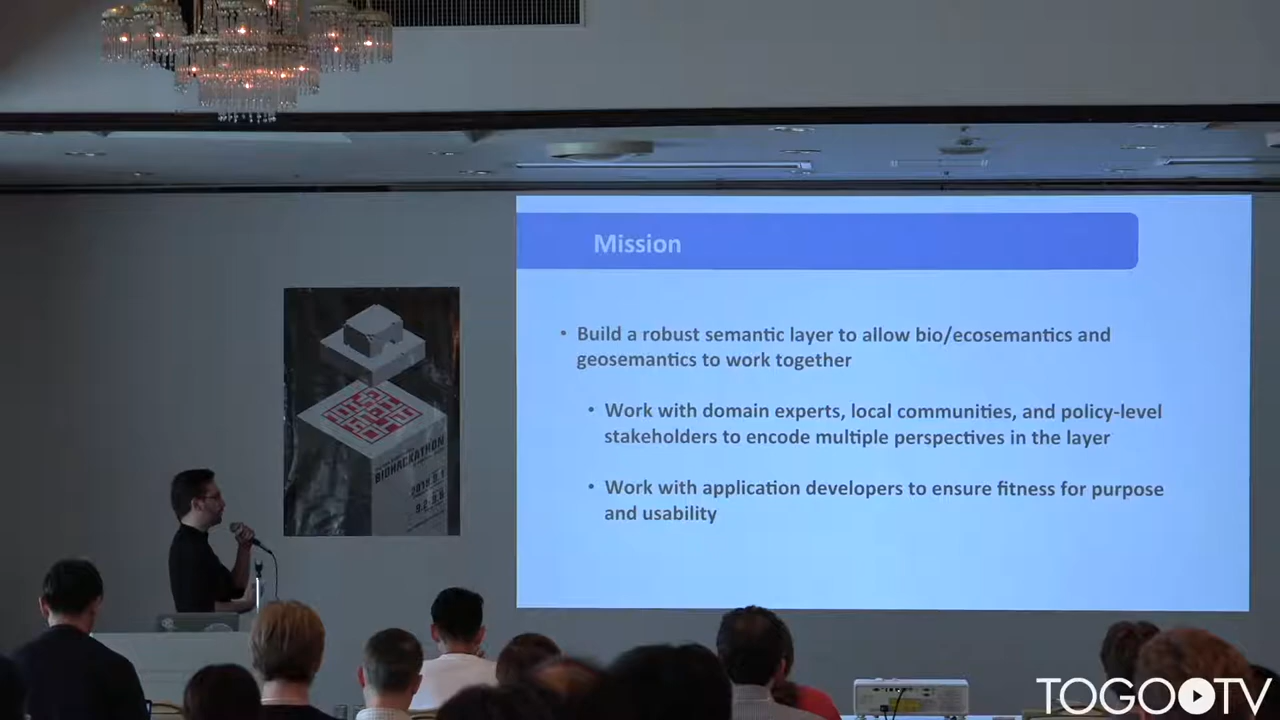 Mission
• Build a robust semantic layer to allow bio/ecosemantics and
geosemantics to work together
• Work with domain experts, local communities, and policy-level
stakeholders to encode multiple perspectives in the layer
• Work with application developers to ensure fitness for purpose
and usability
BIOHACKATHON
TOGOTV